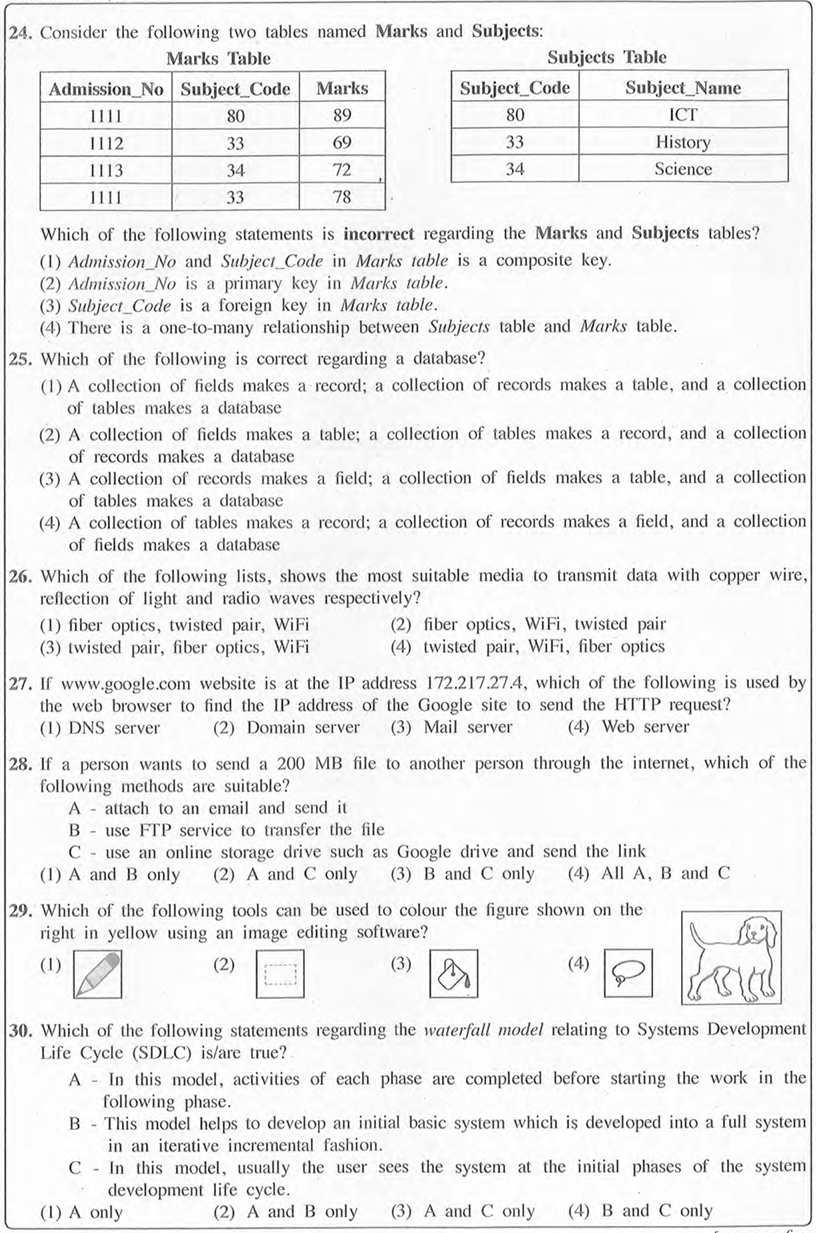 24. Consider the following two tables named Marks and Subjects:
Marks Table
Subjects Table
Admission_No Subject_Code Marks
1111 80 89
1112 33 69
1113 34 72
1111 33 78
Subject_Code Subject_Name
80 ICT
33 History
34 Science
Which of the following statements is incorrect regarding the Marks and Subjects tables?
(1) Admission_No and Subject_Code in Marks table is a composite key.
(2) Admission_No is a primary key in Marks table.
(3) Subject_Code is a foreign key in Marks table.
(4) There is a one-to-many relationship between Subjects table and Marks table.
25. Which of the following is correct regarding a database?
(1) A collection of fields makes a record; a collection of records makes a table, and a collection
of tables makes a database
(2) A collection of fields makes a table; a collection of tables makes a record, and a collection
of records makes a database
(3) A collection of records makes a field; a collection of fields makes a table, and a collection
of tables makes a database
(4) A collection of tables makes a record; a collection of records makes a field, and a collection
of fields makes a database
26. Which of the following lists, shows the most suitable media to transmit data with copper wire,
reflection of light and radio waves respectively?
(1) fiber optics, twisted pair, WiFi (2) fiber optics, WiFi, twisted pair
(3) twisted pair, fiber optics, WiFi (4) twisted pair, WiFi, fiber optics
27. If www.google.com website is at the IP address 172.217.27.4, which of the following is used by
the web browser to find the IP address of the Google site to send the HTTP request?
(1) DNS server (2) Domain server (3) Mail server (4) Web server
28. If a person wants to send a 200 MB file to another person through the internet, which of the
following methods are suitable?
A - attach to an email and send it
B - use FTP service to transfer the file
C - use an online storage drive such as Google drive and send the link
(1) A and B only (2) A and C only (3) B and C only (4) All A, B and C
29. Which of the following tools can be used to colour the figure shown on the
right in yellow using an image editing software?
(1) (2) (3) (4)
30. Which of the following statements regarding the waterfall model relating to Systems Development
Life Cycle (SDLC) is/are true?
A - In this model, activities of each phase are completed before starting the work in the
following phase.
B - This model helps to develop an initial basic system which is developed into a full system
in an iterative incremental fashion.
C - In this model, usually the user sees the system at the initial phases of the system
development life cycle.
(1) A only (2) A and B only (3) A and C only (4) B and C only